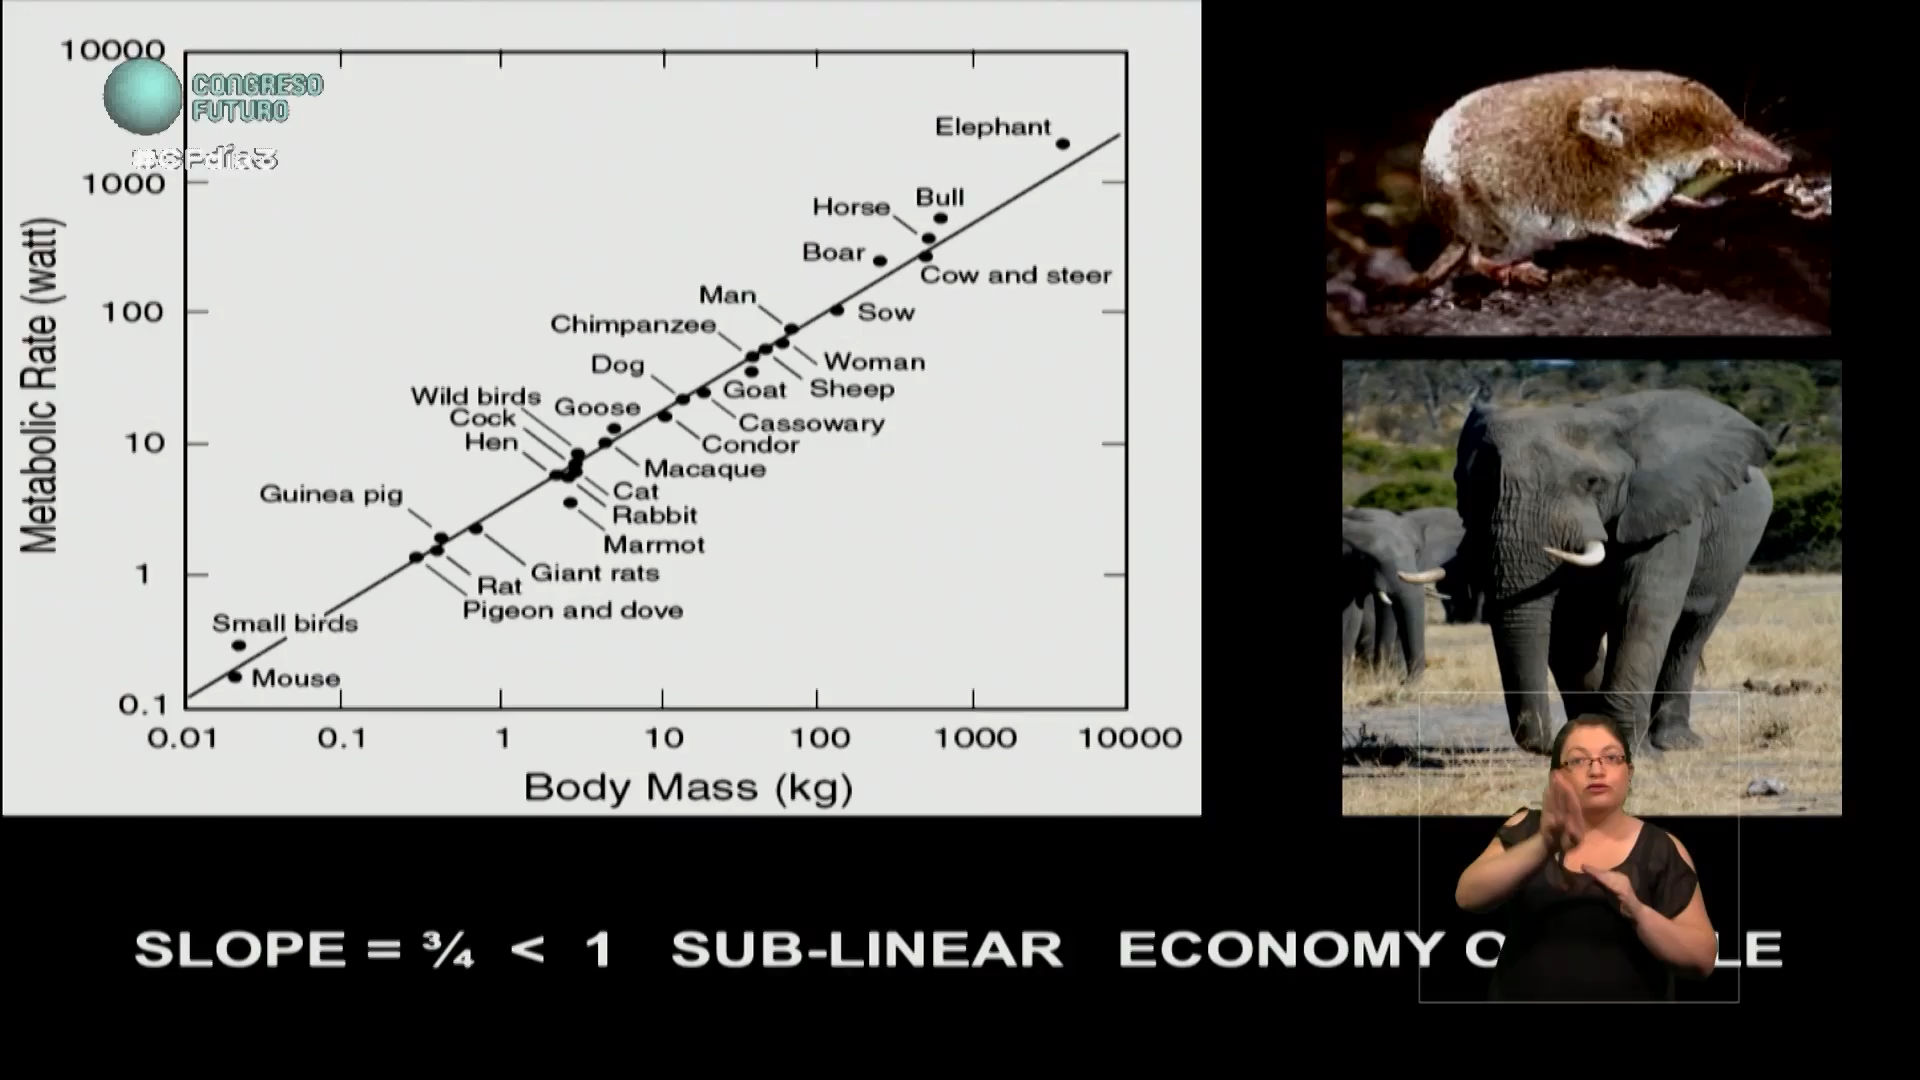 10000
CONGRESO
FUTURO
#CFdía3
Elephant
1000
Bull
Horse
Boar
Cow and steer
Man
100
Sow
Chimpanzee
Woman
Dog
Goat
Sheep
Wild birds
Goose
Cock
Cassowary
Hen
10
Condor
Macaque
Guinea pig
Cat
Rabbit
Marmot
1
Giant rats
Rat
Pigeon and dove
Small birds
Mouse
0.1
Metabolic Rate (watt)
0.01 0.1 1 10 100 1000 10000
Body Mass (kg)
SLOPE = ¾ < 1 SUB-LINEAR ECONOMY